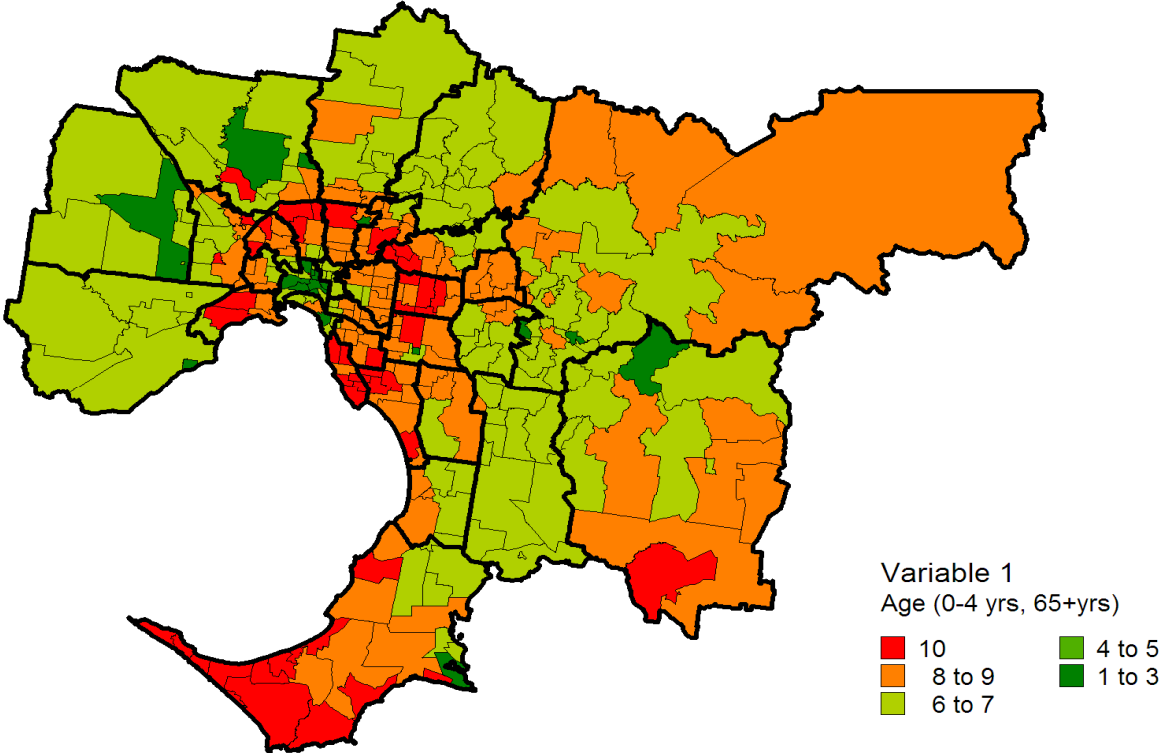 Variable 1
Age (0-4 yrs, 65+yrs)
10
8 to 9
6 to 7
4 to 5
1 to 3